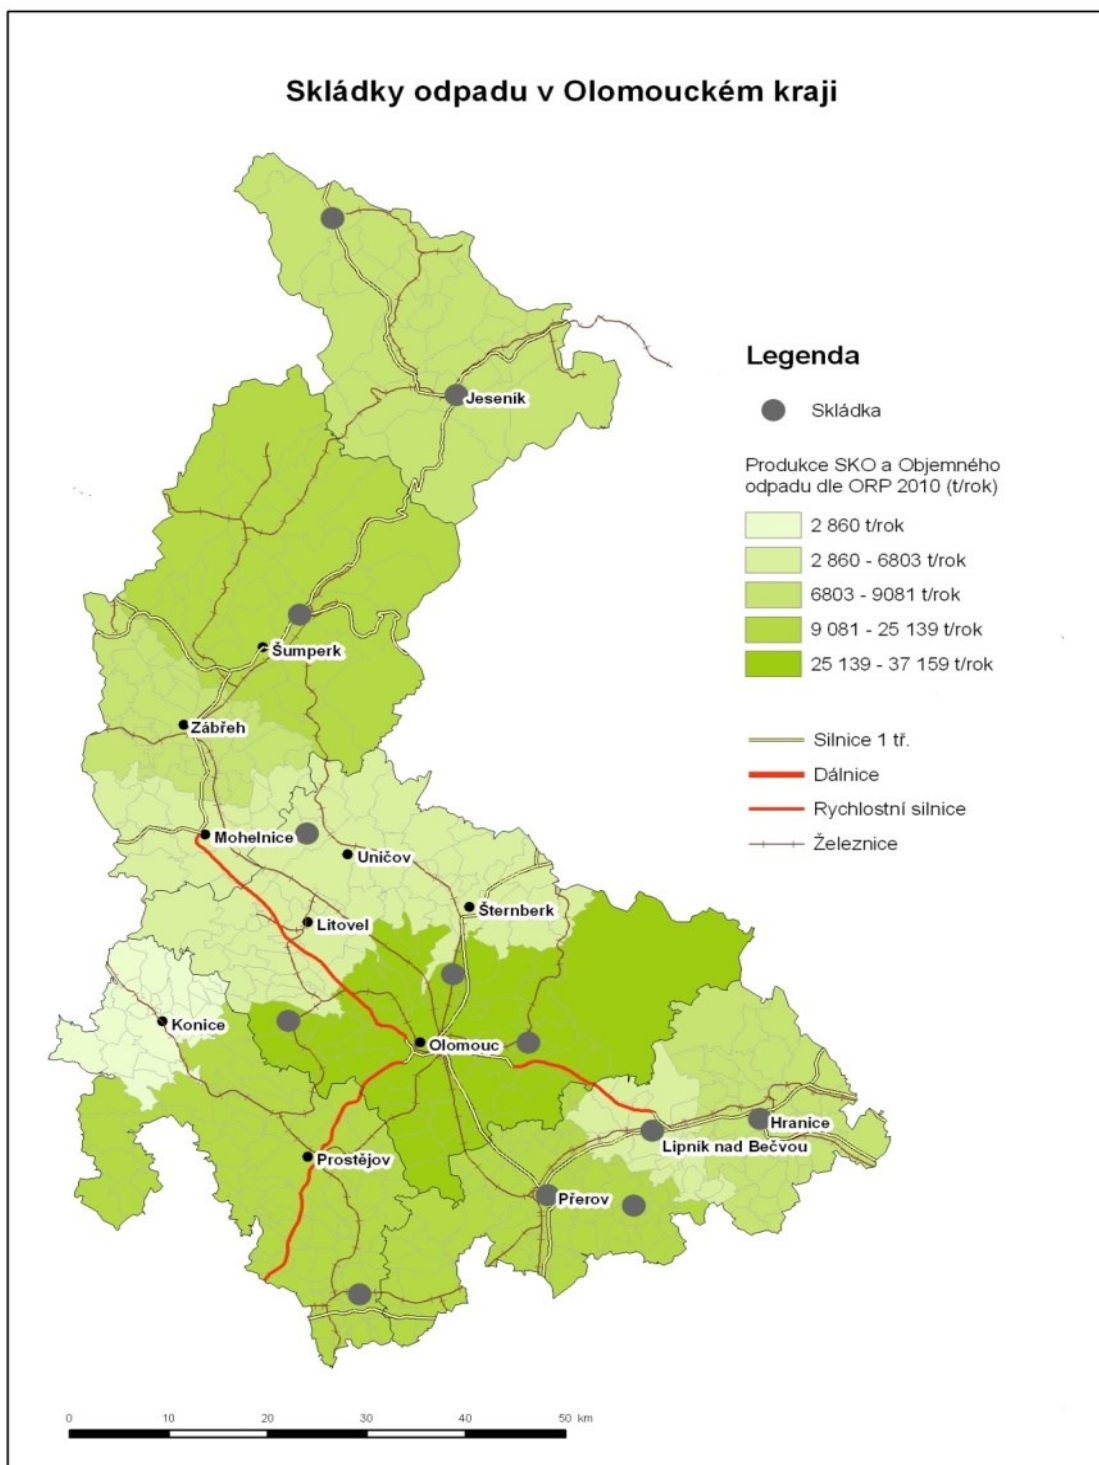 Skládky odpadu v Olomouckém kraji
Jeseník
Legenda
Skládka
Produkce SKO a Objemného
odpadu dle ORP 2010 (t/rok)
2 860 t/rok
2 860 - 6803 t/rok
6803 - 9081 t/rok
9 081 - 25 139 t/rok
25 139 - 37 159 t/rok
Silnice 1 tř.
Dálnice
Rychlostní silnice
Železnice
Šumperk
Zábřeh
Mohelnice
Uničov
Šternberk
Litovel
Konice
Olomouc
Hranice
Lipník nad Bečvou
Prostějov
Přerov
0 10 20 30 40 50 km